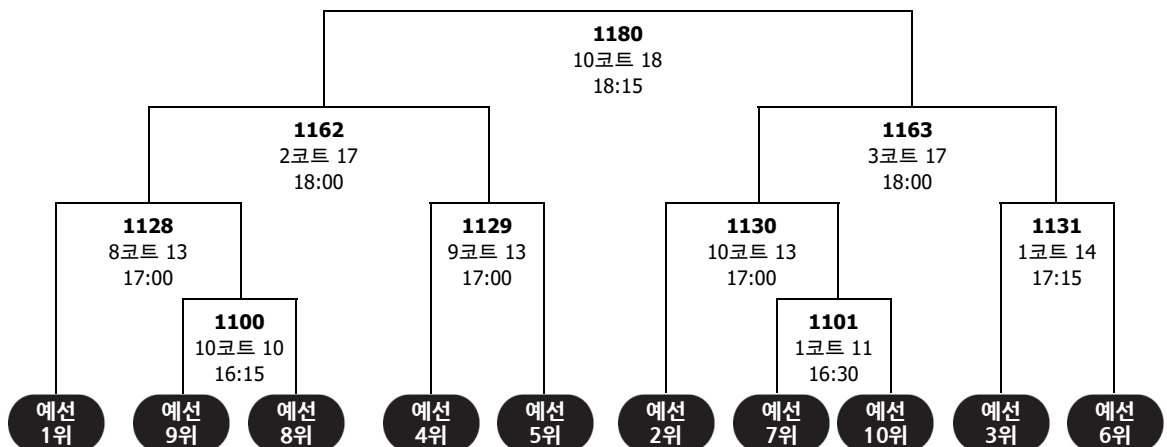 1180
10코트 18
18:15
1162
2코트 17
18:00
1163
3코트 17
18:00
1128
8코트 13
17:00
1129
9코트 13
17:00
1130
10코트 13
17:00
1131
1코트 14
17:15
1100
10코트 10
16:15
1101
1코트 11
16:30
예선
1위
예선
9위
예선
8위
예선
4위
예선
5위
예선
2위
예선
7위
예선
10위
예선
3위
예선
6위